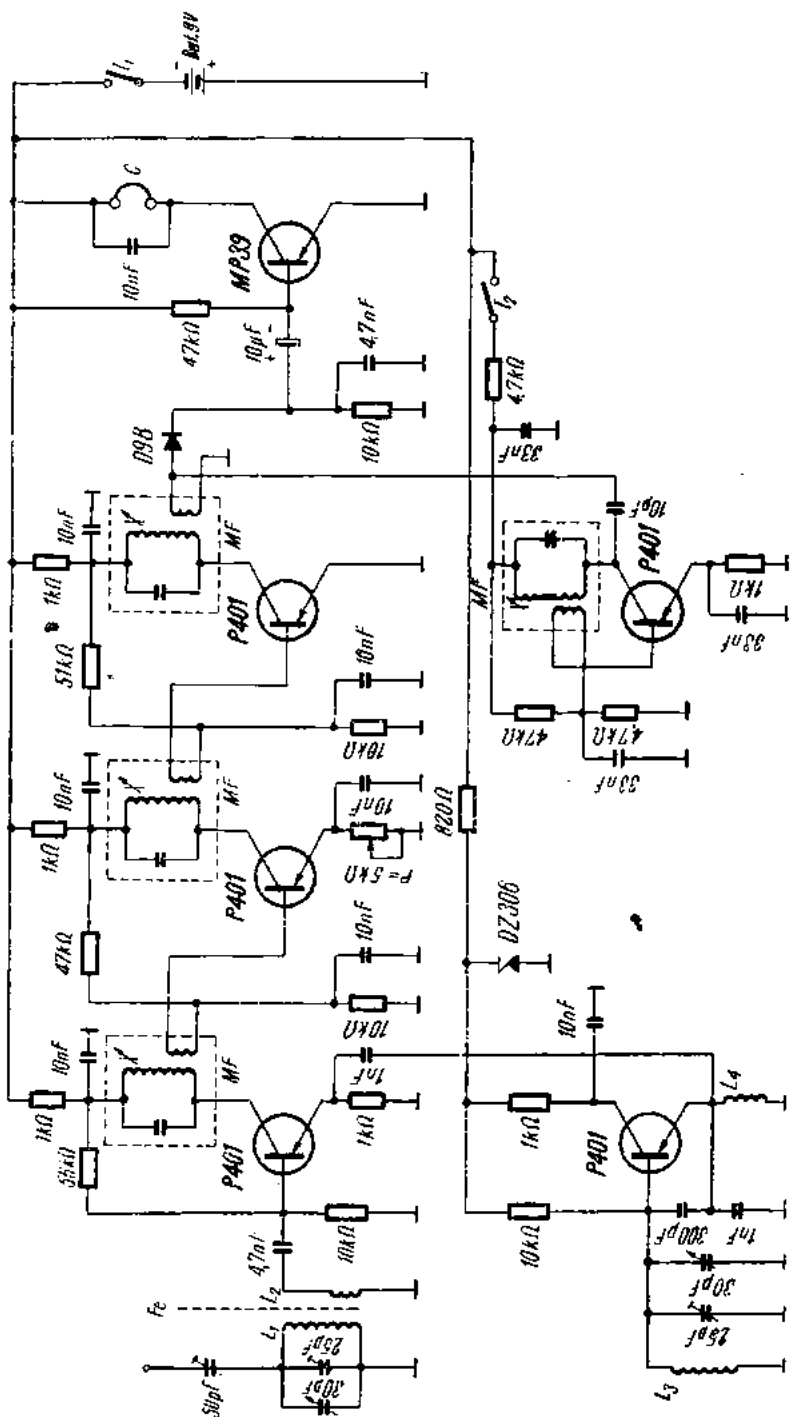 50pF
Fe
L1
L2
30pF
25pF
4,7nF
10kΩ
1kΩ
10nF
MF
P401
1kΩ
1nF
47kΩ
1kΩ
10nF
MF
10kΩ
10nF
P401
P = 5kΩ
10nF
51kΩ
1kΩ
10nF
MF
10kΩ
10nF
P401
D9B
10kΩ
4,7nF
10µF
+ -
47kΩ
10nF
C
MP39
I1
-
Bat.9V
+
L3
25pF
30pF
300pF
1nF
10kΩ
1kΩ
10nF
P401
L4
DZ306
820Ω
47kΩ
4,7kΩ
33nF
MF
10pF
P401
33nF
1kΩ
33nF
4,7kΩ
I2